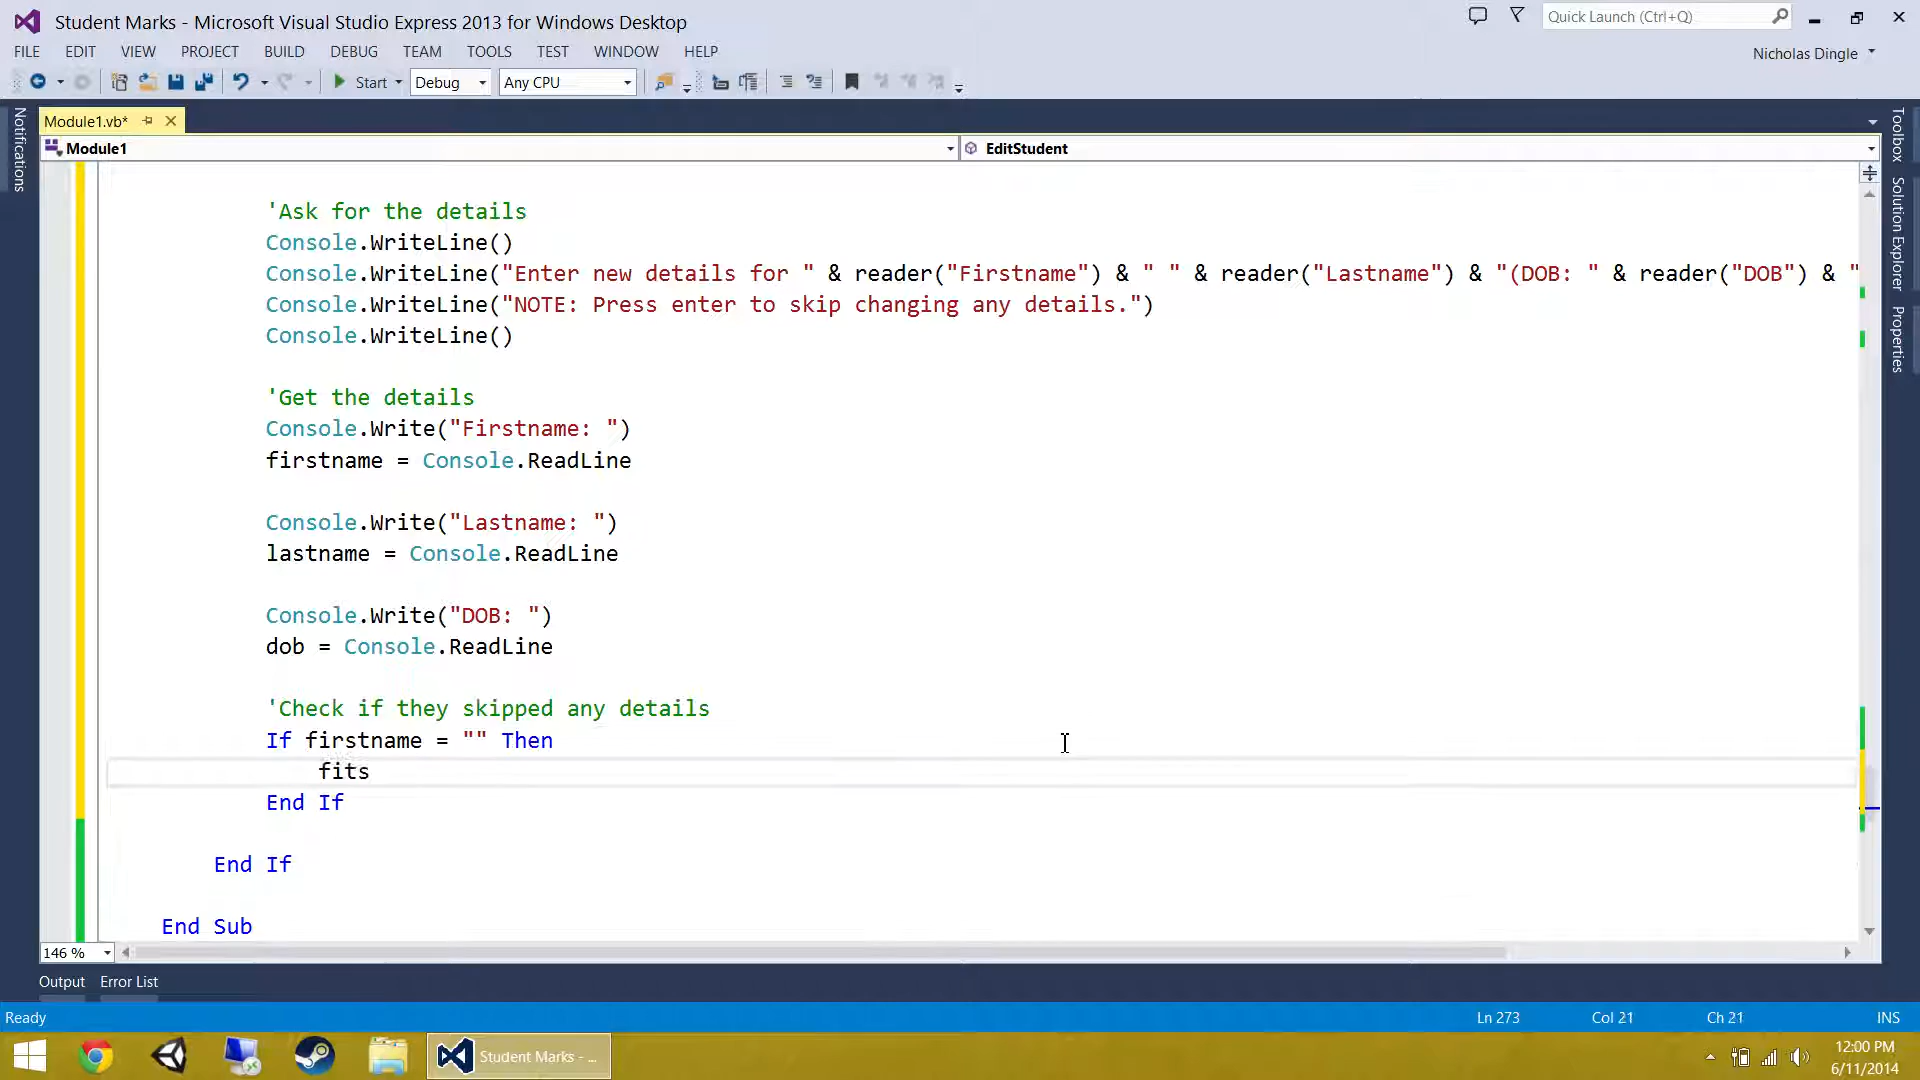 Student Marks - Microsoft Visual Studio Express 2013 for Windows Desktop
Quick Launch (Ctrl+Q)
FILE EDIT VIEW PROJECT BUILD DEBUG TEAM TOOLS TEST WINDOW HELP
Nicholas Dingle
Start Debug Any CPU
Notifications
Module1.vb*
Module1
EditStudent
Toolbox
Solution Explorer
Properties
'Ask for the details
Console.WriteLine()
Console.WriteLine("Enter new details for " & reader("Firstname") & " " & reader("Lastname") & "(DOB: " & reader("DOB") & "
Console.WriteLine("NOTE: Press enter to skip changing any details.")
Console.WriteLine()
'Get the details
Console.Write("Firstname: ")
firstname = Console.ReadLine
Console.Write("Lastname: ")
lastname = Console.ReadLine
Console.Write("DOB: ")
dob = Console.ReadLine
'Check if they skipped any details
If firstname = "" Then
fits
End If
End If
End Sub
146 %
Output Error List
Ready
Ln 273 Col 21 Ch 21 INS
Student Marks - ...
12:00 PM
6/11/2014